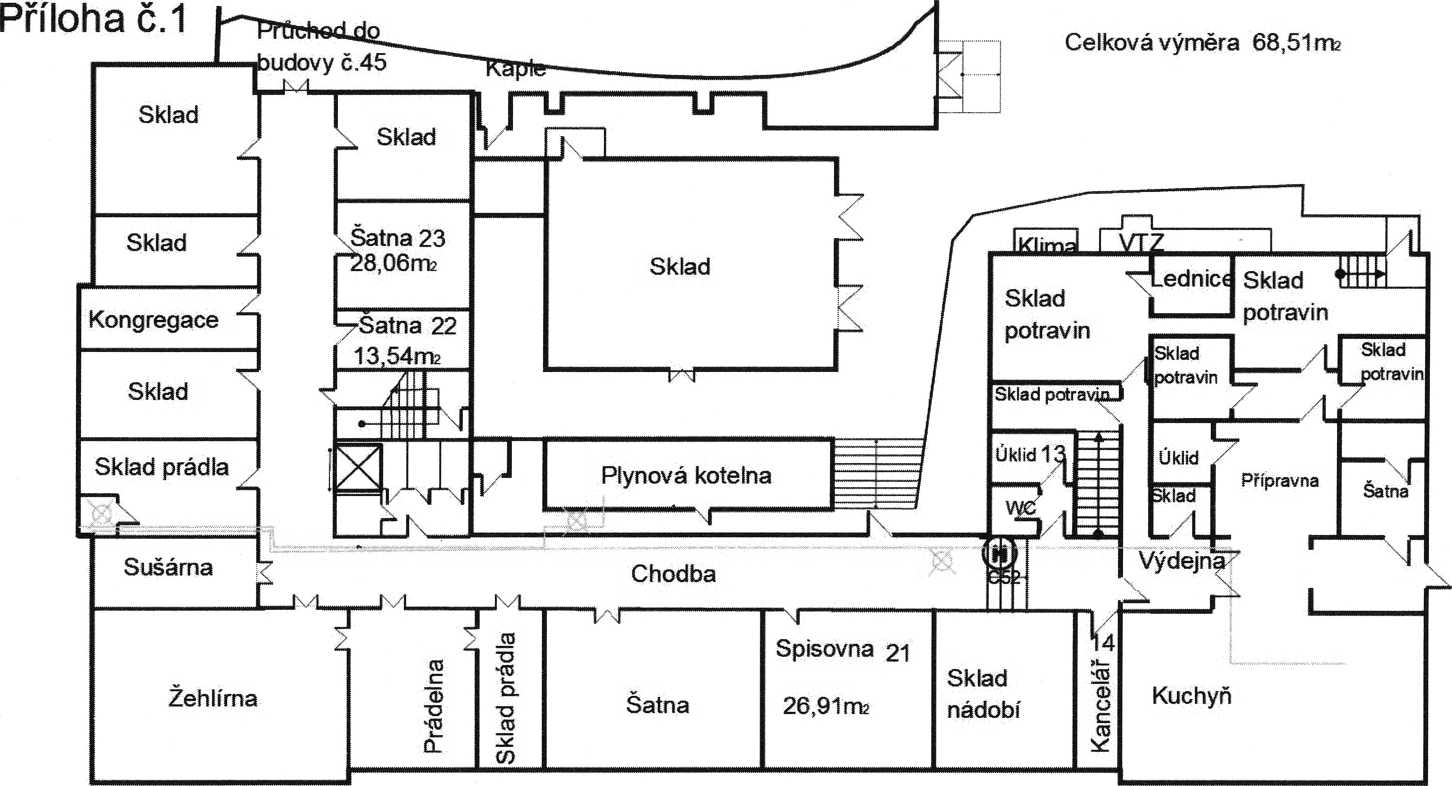 Příloha č.1
Průchod do
budovy č.45
Kaple
Celková výměra 68,51m2
Sklad
Sklad
Sklad
Šatna 23
28,06m2
Kongregace
Šatna 22
13,54m2
Sklad
Sklad prádla
Sušárna
Sklad
Plynová kotelna
Chodba
Klima
VTZ
Sklad
potravin
Lednice
Sklad
potravin
Sklad
potravin
Sklad
potravin
Sklad potravin
Úklid 13
WC
Úklid
Sklad
Přípravna
Šatna
H
C52
Výdejna
Žehlírna
Prádelna
Sklad prádla
Šatna
Spisovna 21
26,91m2
Sklad
nádobí
Kancelář 14
Kuchyň